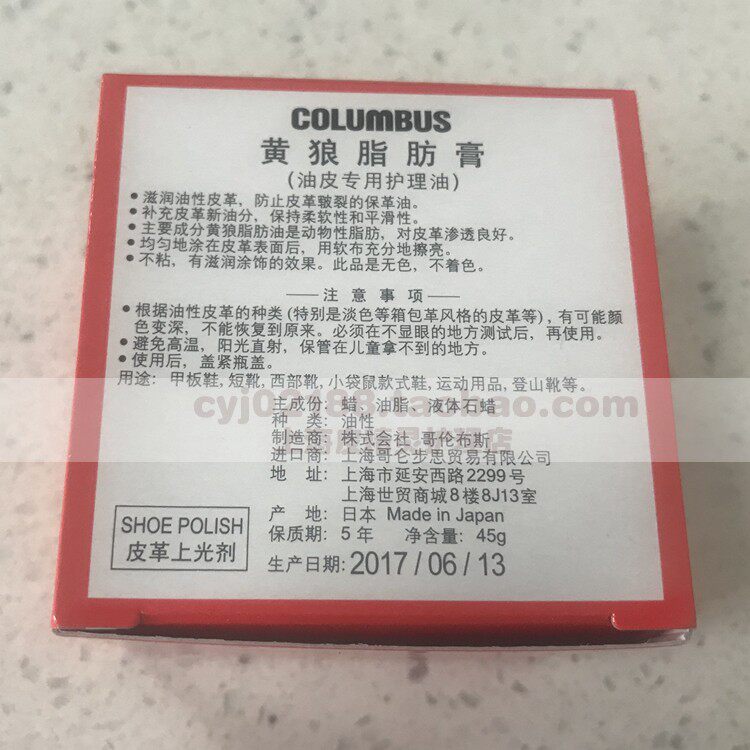 COLUMBUS
黄狼脂肪膏
(油皮专用护理油)
●滋润油性皮革，防止皮革皲裂的保革油。
●补充皮革新油分，保持柔软性和平滑性。
●主要成分黄狼脂肪油是动物性脂肪，对皮革渗透良好。
●均匀地涂在皮革表面后，用软布充分地擦亮。
●不粘，有滋润涂饰的效果。此品是无色，不着色。
注意事项
●根据油性皮革的种类(特别是淡色等箱包革风格的皮革等)，有可能颜
色变深，不能恢复到原来。必须在不显眼的地方测试后，再使用。
●避免高温，阳光直射，保管在儿童拿不到的地方。
●使用后，盖紧瓶盖。
用途：甲板鞋,短靴,西部靴,小袋鼠款式鞋,运动用品,登山靴等。
主成份：蜡、油脂、液体石蜡
种 类：油性
制造商：株式会社 哥伦布斯
进口商：上海哥仑步思贸易有限公司
地 址：上海市延安西路2299号
上海世贸商城8楼8J13室
产 地：日本 Made in Japan
保质期：5年 净含量：45g
生产日期：2017/06/13
SHOE POLISH
皮革上光剂